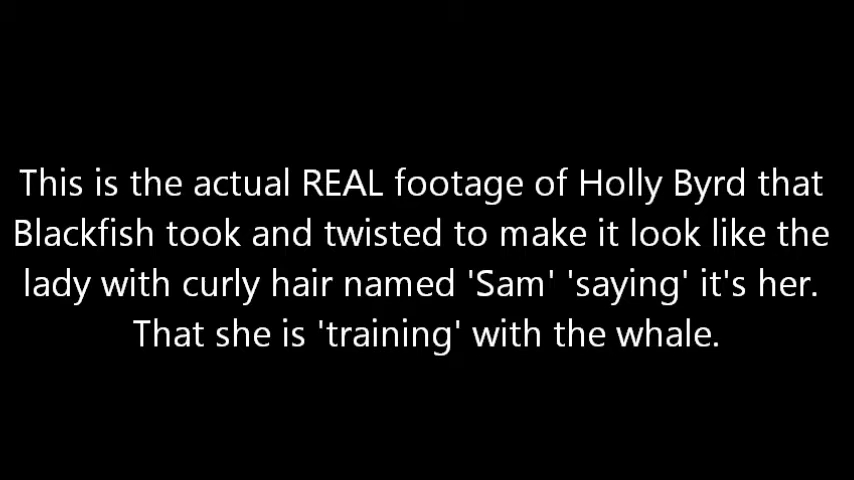 This is the actual REAL footage of Holly Byrd that
Blackfish took and twisted to make it look like the
lady with curly hair named 'Sam' 'saying' it's her.
That she is 'training' with the whale.